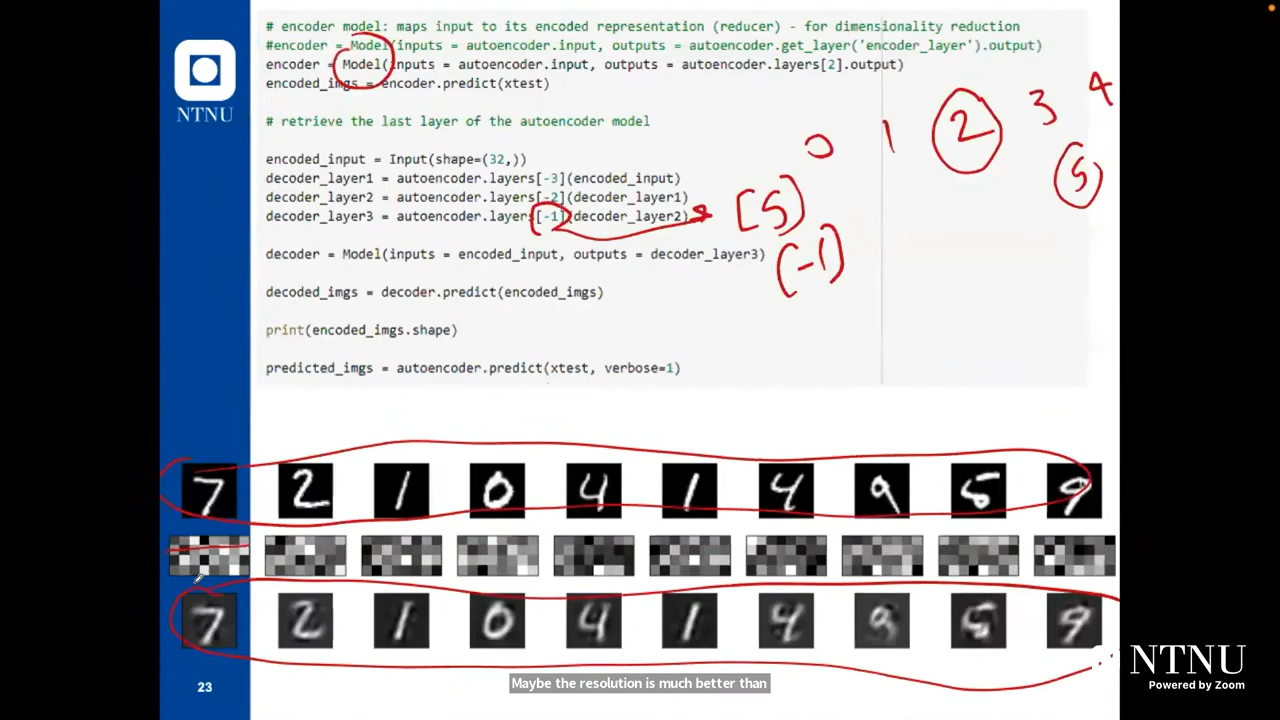 # encoder model: maps input to its encoded representation (reducer) - for dimensionality reduction
#encoder = Model(inputs = autoencoder.input, outputs = autoencoder.get_layer('encoder_layer').output)
encoder = Model(inputs = autoencoder.input, outputs = autoencoder.layers[2].output)
encoded_imgs = encoder.predict(xtest)
NTNU
# retrieve the last layer of the autoencoder model
0 1 2 3 4
5
encoded_input = Input(shape=(32,))
decoder_layer1 = autoencoder.layers[-3](encoded_input)
decoder_layer2 = autoencoder.layers[-2](decoder_layer1)
decoder_layer3 = autoencoder.layers[-1](decoder_layer2)
[5]
(-1)
decoder = Model(inputs = encoded_input, outputs = decoder_layer3)
decoded_imgs = decoder.predict(encoded_imgs)
print(encoded_imgs.shape)
predicted_imgs = autoencoder.predict(xtest, verbose=1)
7 2 1 0 4 1 4 9 5 9
7 2 1 0 4 1 4 9 5 9
NTNU
Powered by Zoom
23
Maybe the resolution is much better than